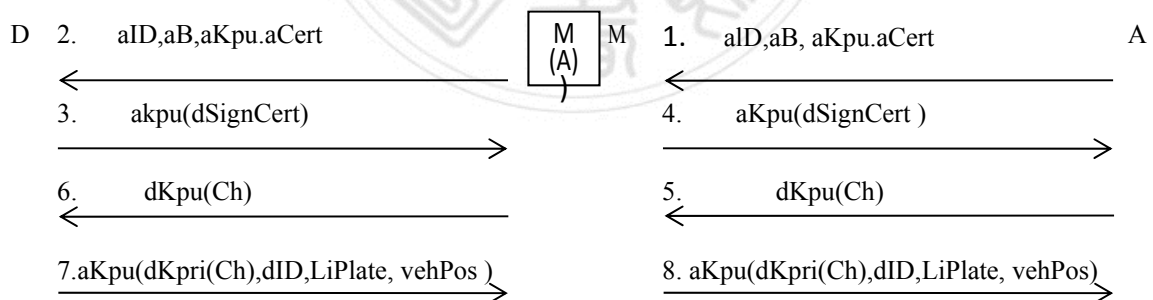 D 2. aID,aB,aKpu.aCert M M 1. alD,aB, aKpu.aCert A
(A)
)
3. akpu(dSignCert) 4. aKpu(dSignCert )
6. dKpu(Ch) 5. dKpu(Ch)
7.aKpu(dKpri(Ch),dID,LiPlate, vehPos ) 8. aKpu(dKpri(Ch),dID,LiPlate, vehPos)